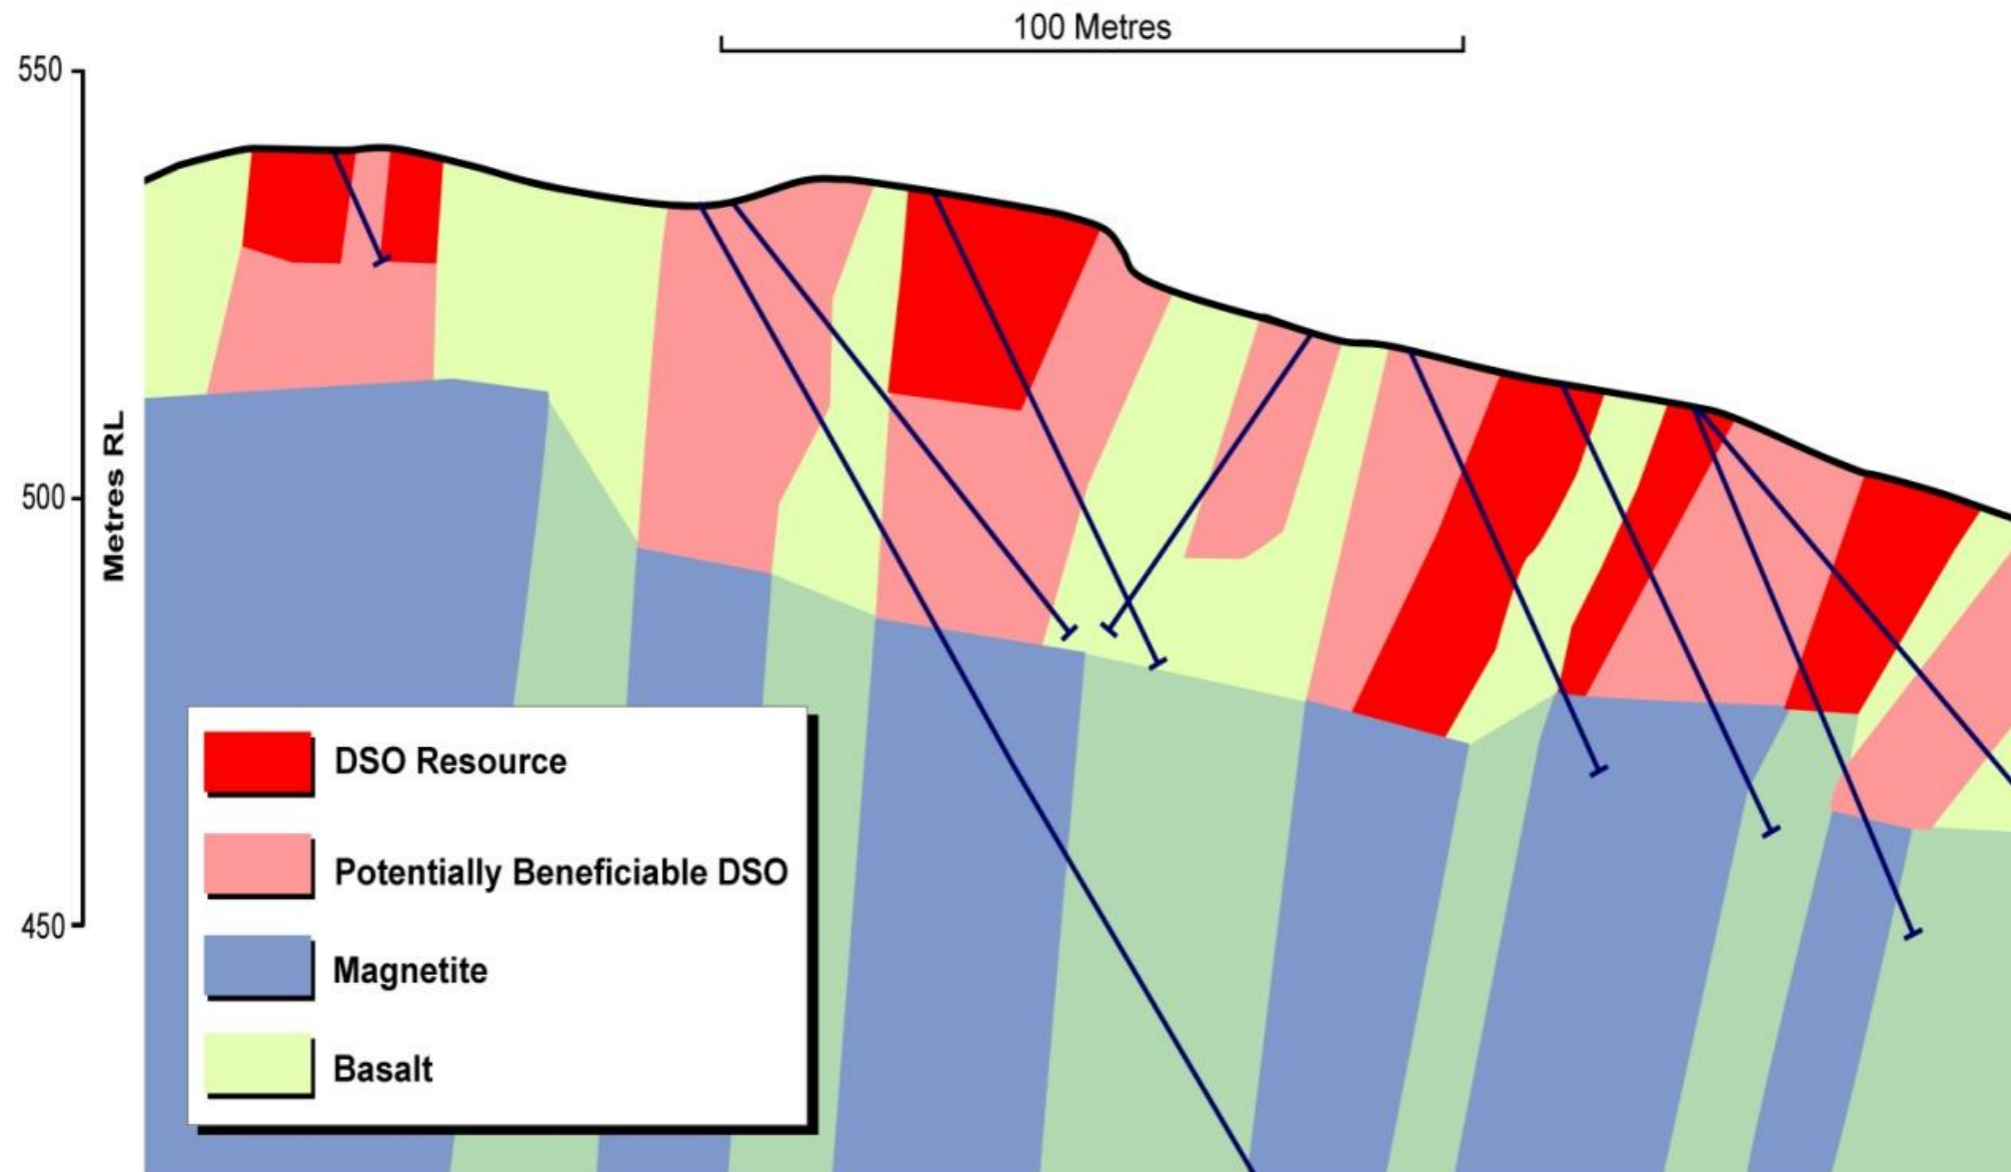 100 Metres
550
500
450
Metres RL
DSO Resource
Potentially Beneficiable DSO
Magnetite
Basalt